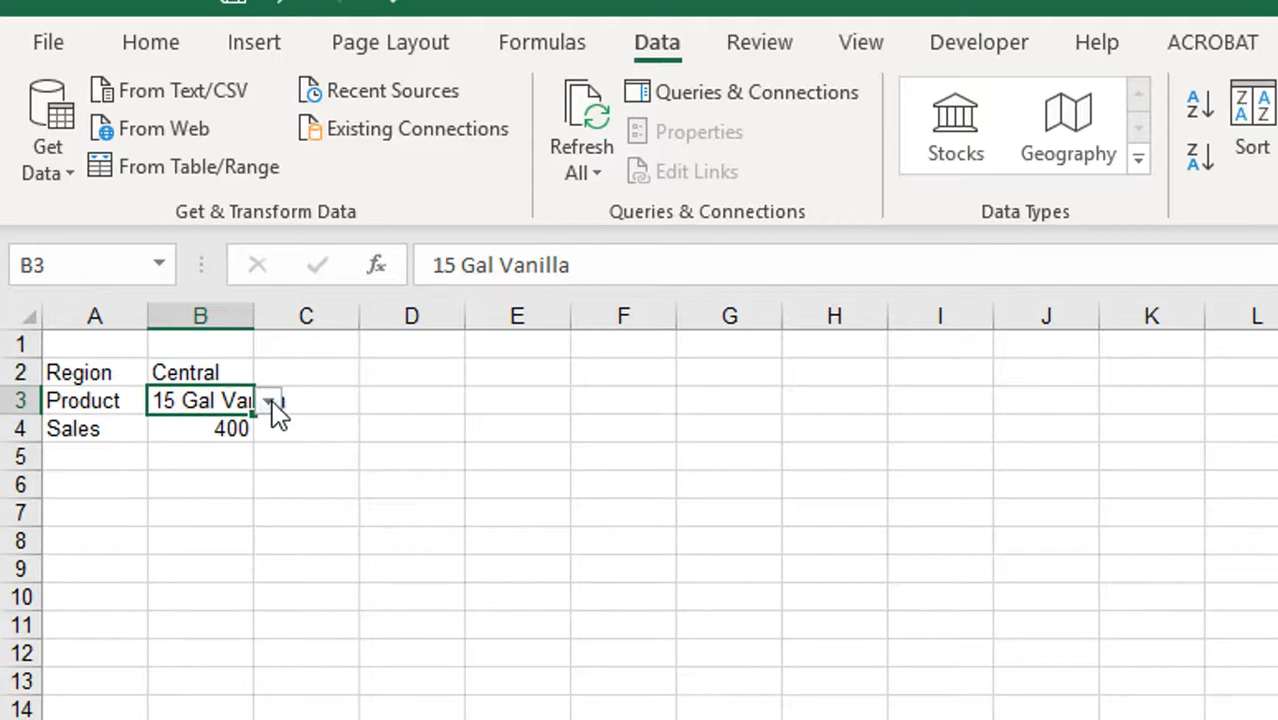 File Home Insert Page Layout Formulas Data Review View Developer Help ACROBAT
Get Data
From Text/CSV
From Web
From Table/Range
Recent Sources
Existing Connections
Get & Transform Data
Refresh All
Queries & Connections
Properties
Edit Links
Queries & Connections
Stocks
Geography
Data Types
A Z
Z A
Z A A Z
Sort
B3 fx 15 Gal Vanilla
A B C D E F G H I J K L
1
2 Region Central
3 Product 15 Gal
4 Sales 400
5
6
7
8
9
10
11
12
13
14